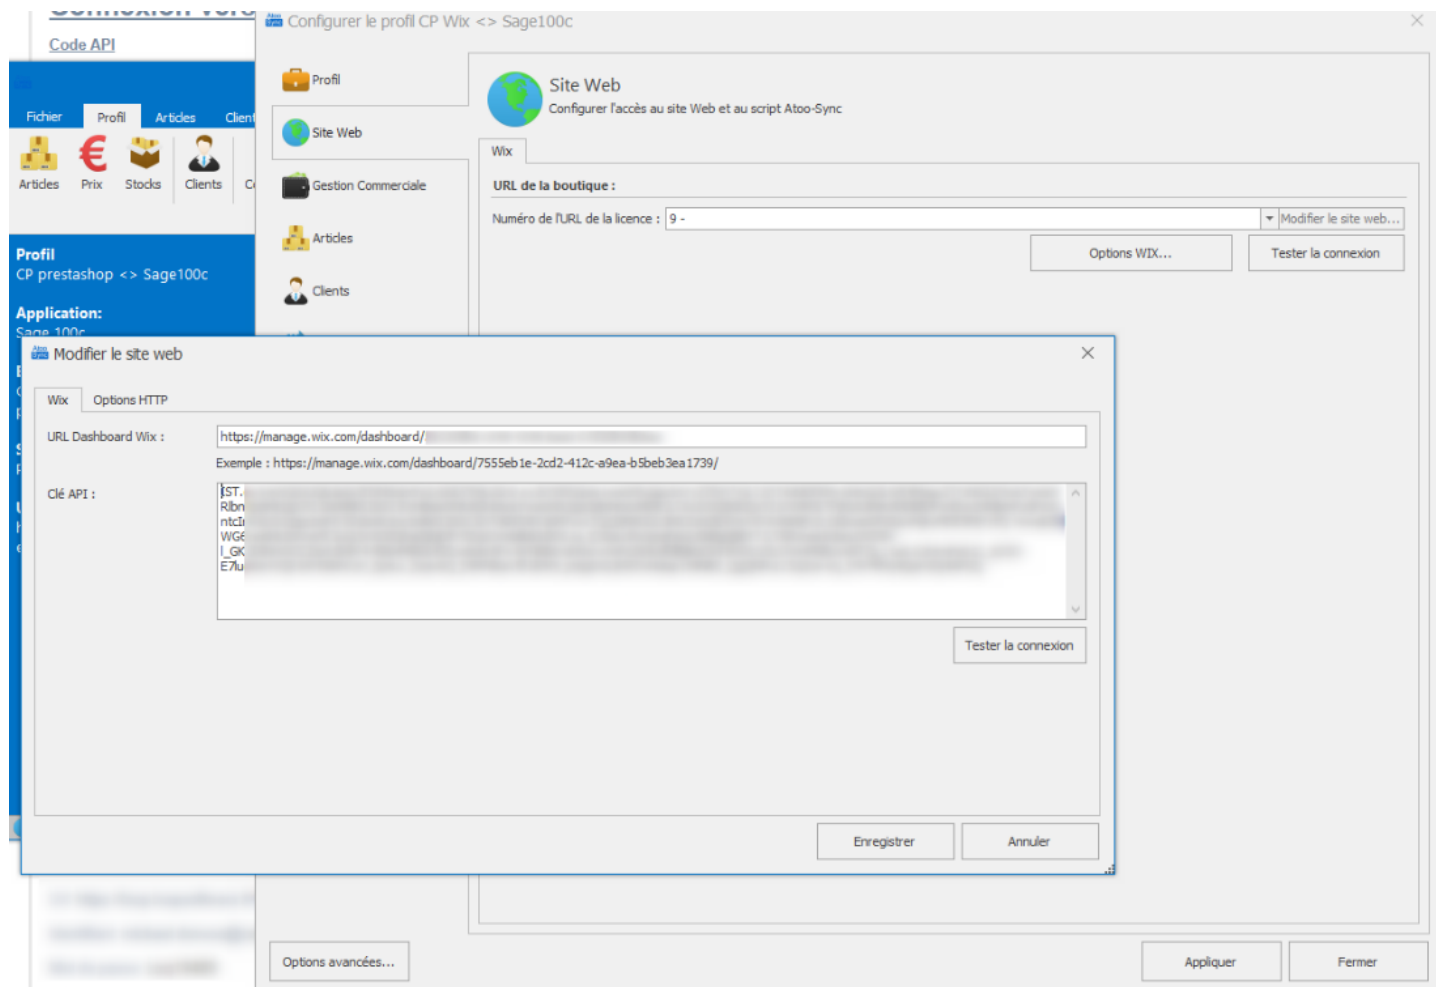 Configurer le profil CP Wix <> Sage100c
Code API
Fichier
Profil
Articles
Articles
Prix
Stocks
Clients
Profil
CP prestashop <> Sage100c
Application:
Sage 100c
Profil
Site Web
Gestion Commerciale
Articles
Clients
Site Web
Configurer l'accès au site Web et au script Atoo-Sync
Wix
URL de la boutique :
Numéro de l'URL de la licence : 9 -
Modifier le site web...
Options WIX...
Tester la connexion
Modifier le site web
Wix
Options HTTP
URL Dashboard Wix : https://manage.wix.com/dashboard/
Exemple : https://manage.wix.com/dashboard/7555eb1e-2cd2-412c-a9ea-b5beb3ea1739/
Clé API :
Tester la connexion
Enregistrer
Annuler
Options avancées...
Appliquer
Fermer